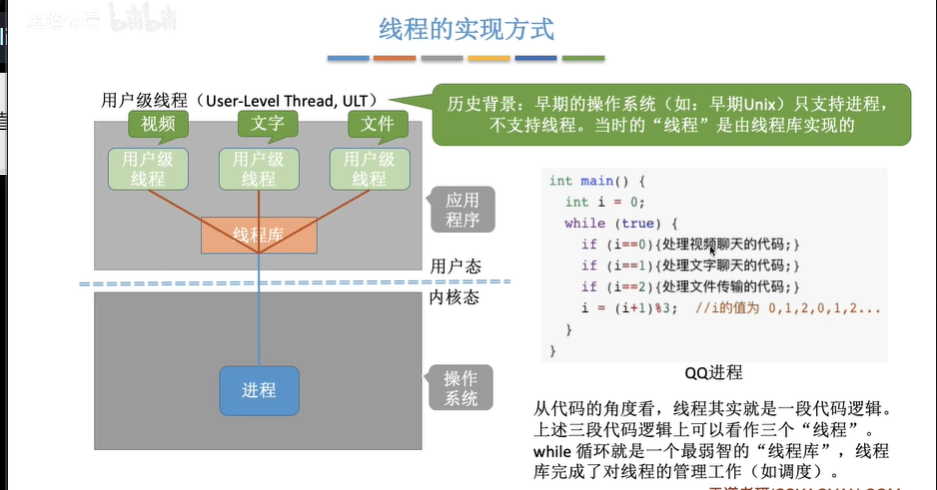 bilibili
线程的实现方式
用户级线程（User-Level Thread, ULT）
历史背景：早期的操作系统（如：早期Unix）只支持进程，
不支持线程。当时的“线程”是由线程库实现的
视频
文字
文件
用户级
线程
用户级
线程
用户级
线程
线程库
应用
程序
用户态
内核态
进程
操作
系统
int main() {
int i = 0;
while (true) {
if (i==0){处理视频聊天的代码;}
if (i==1){处理文字聊天的代码;}
if (i==2){处理文件传输的代码;}
i = (i+1)%3; //i的值为 0,1,2,0,1,2...
}
}
QQ进程
从代码的角度看，线程其实就是一段代码逻辑。
上述三段代码逻辑上可以看作三个“线程”。
while 循环就是一个最弱智的“线程库”，线程
库完成了对线程的管理工作（如调度）。